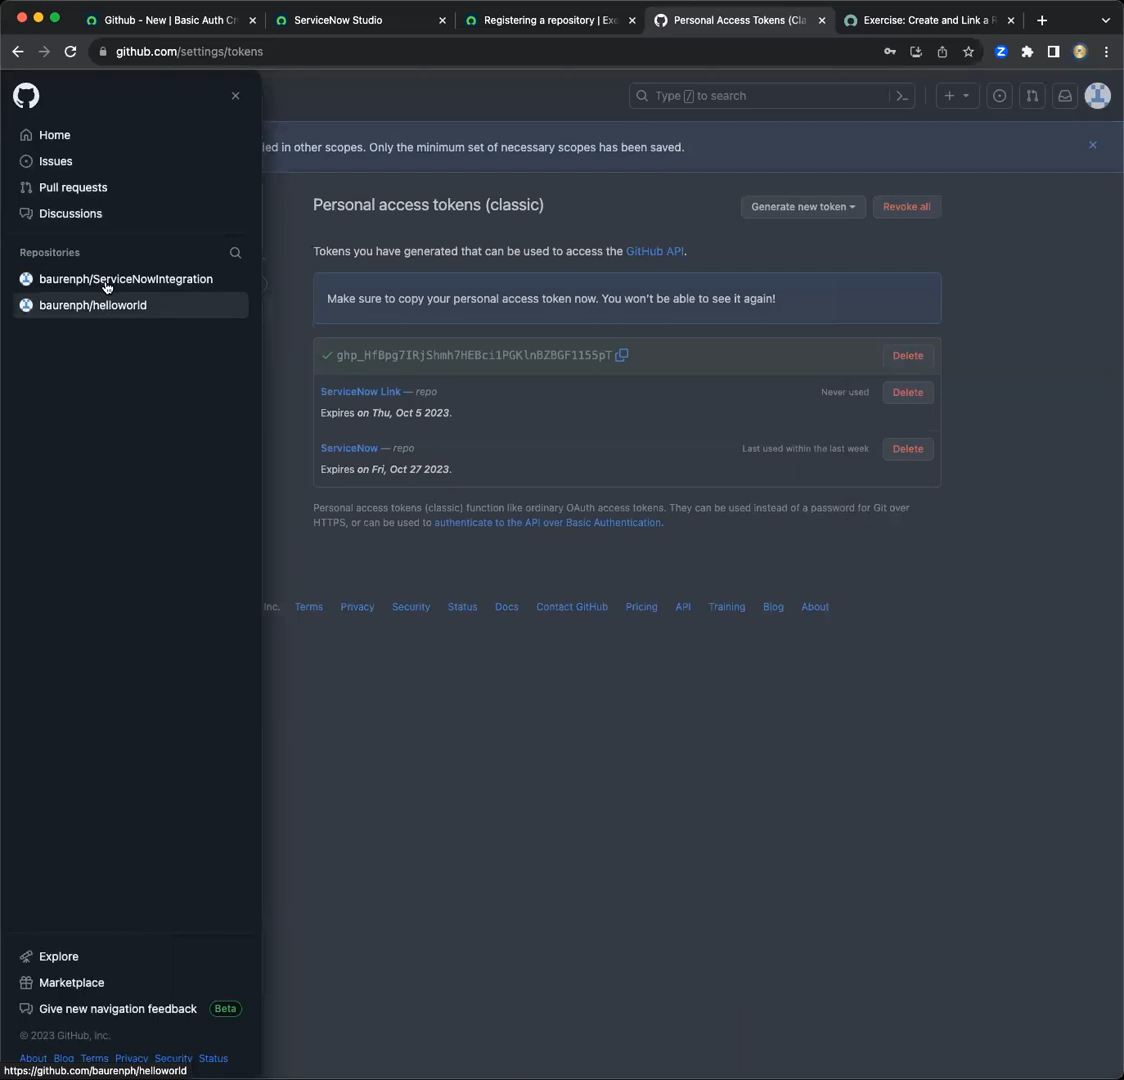 Github - New | Basic Auth Cr
ServiceNow Studio
Registering a repository | Exe
Personal Access Tokens (Cla
Exercise: Create and Link a R
github.com/settings/tokens
Type / to search
Home
Issues
Pull requests
Discussions
Repositories
baurenph/ServiceNowIntegration
baurenph/helloworld
ied in other scopes. Only the minimum set of necessary scopes has been saved.
Personal access tokens (classic)
Generate new token
Revoke all
Tokens you have generated that can be used to access the GitHub API.
Make sure to copy your personal access token now. You won't be able to see it again!
Delete
ServiceNow Link — repo
Never used
Delete
Expires on Thu, Oct 5 2023.
ServiceNow — repo
Last used within the last week
Delete
Expires on Fri, Oct 27 2023.
Personal access tokens (classic) function like ordinary OAuth access tokens. They can be used instead of a password for Git over
HTTPS, or can be used to authenticate to the API over Basic Authentication.
Inc.
Terms
Privacy
Security
Status
Docs
Contact GitHub
Pricing
API
Training
Blog
About
Explore
Marketplace
Give new navigation feedback
Beta
© 2023 GitHub, Inc.
About Blog Terms Privacy Security Status
https://github.com/baurenph/helloworld